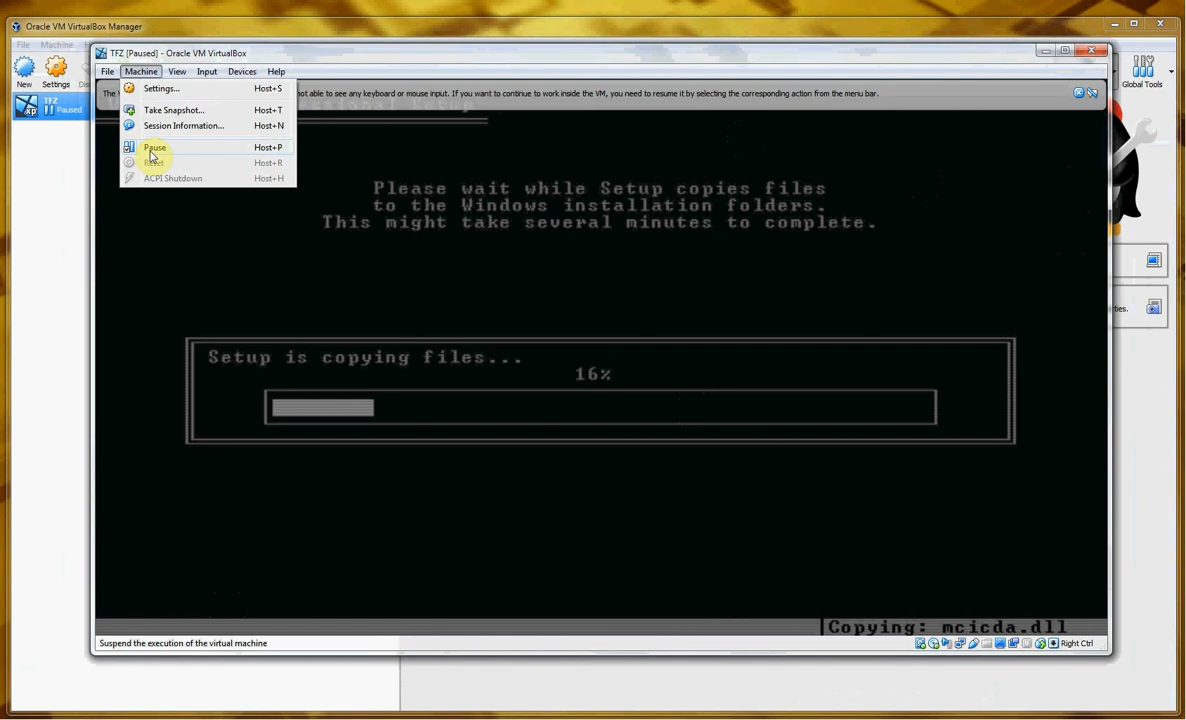 Oracle VM VirtualBox Manager
File Machine
New Settings
TFZ
Paused
Global Tools
ties.
TFZ [Paused] - Oracle VM VirtualBox
File Machine View Input Devices Help
The not able to see any keyboard or mouse input. If you want to continue to work inside the VM, you need to resume it by selecting the corresponding action from the menu bar.
Settings... Host+S
Take Snapshot... Host+T
Session Information... Host+N
Pause Host+P
Reset Host+R
ACPI Shutdown Host+H
Setup
Please wait while Setup copies files
to the Windows installation folders.
This might take several minutes to complete.
Setup is copying files...
16%
Copying: mcicda.dll
Suspend the execution of the virtual machine
Right Ctrl